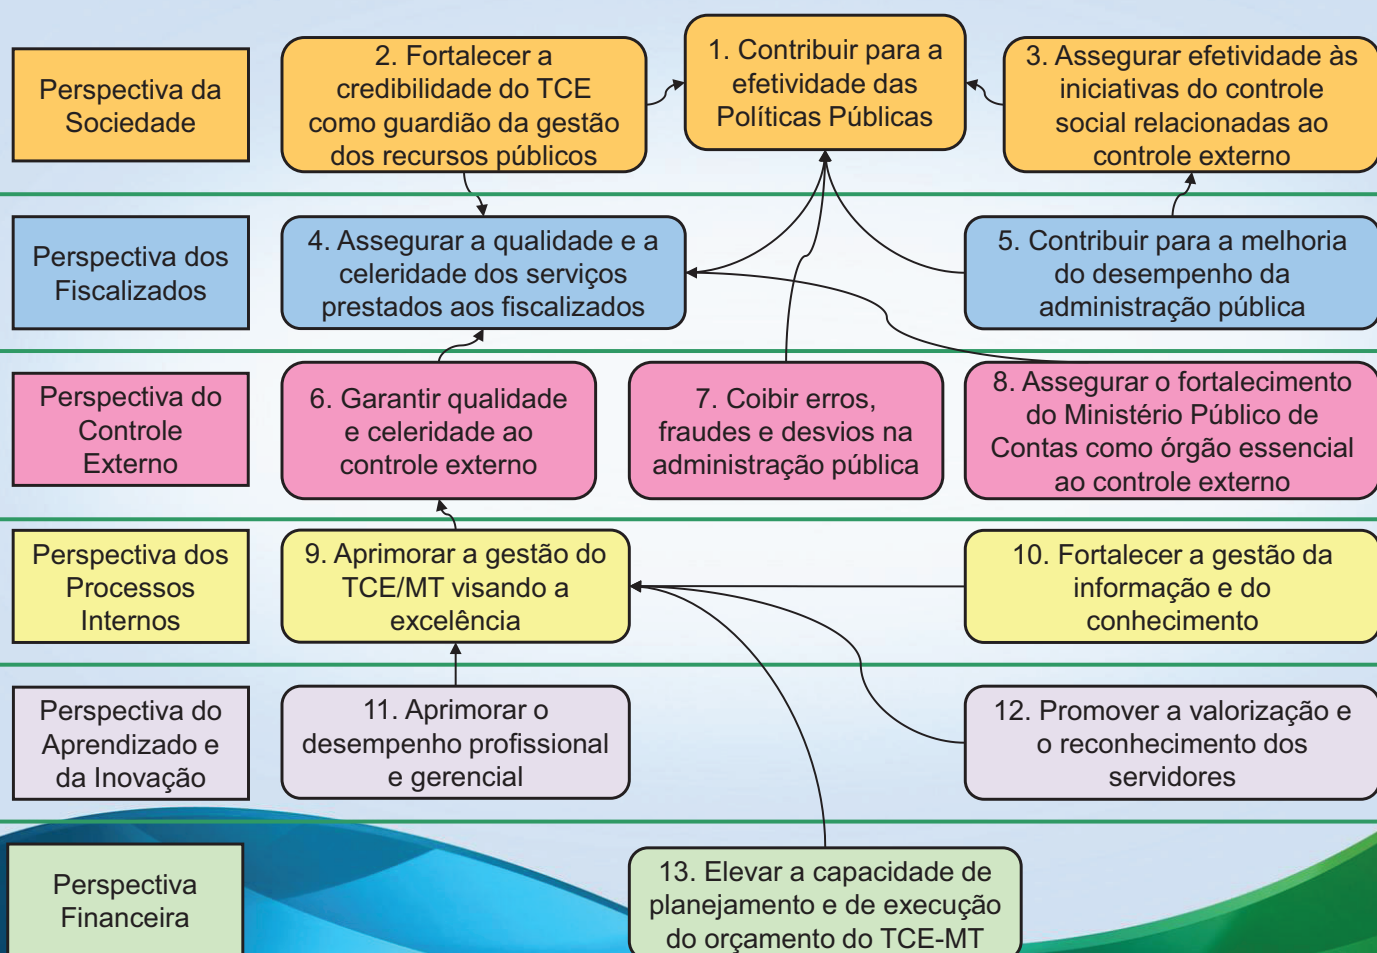 Perspectiva da
Sociedade
2. Fortalecer a
credibilidade do TCE
como guardião da gestão
dos recursos públicos
1. Contribuir para a
efetividade das
Políticas Públicas
3. Assegurar efetividade às
iniciativas do controle
social relacionadas ao
controle externo
Perspectiva dos
Fiscalizados
4. Assegurar a qualidade e a
celeridade dos serviços
prestados aos fiscalizados
5. Contribuir para a melhoria
do desempenho da
administração pública
Perspectiva do
Controle
Externo
6. Garantir qualidade
e celeridade ao
controle externo
7. Coibir erros,
fraudes e desvios na
administração pública
8. Assegurar o fortalecimento
do Ministério Público de
Contas como órgão essencial
ao controle externo
Perspectiva dos
Processos
Internos
9. Aprimorar a gestão do
TCE/MT visando a
excelência
10. Fortalecer a gestão da
informação e do
conhecimento
Perspectiva do
Aprendizado e
da Inovação
11. Aprimorar o
desempenho profissional
e gerencial
12. Promover a valorização e
o reconhecimento dos
servidores
Perspectiva
Financeira
13. Elevar a capacidade de
planejamento e de execução
do orçamento do TCE-MT